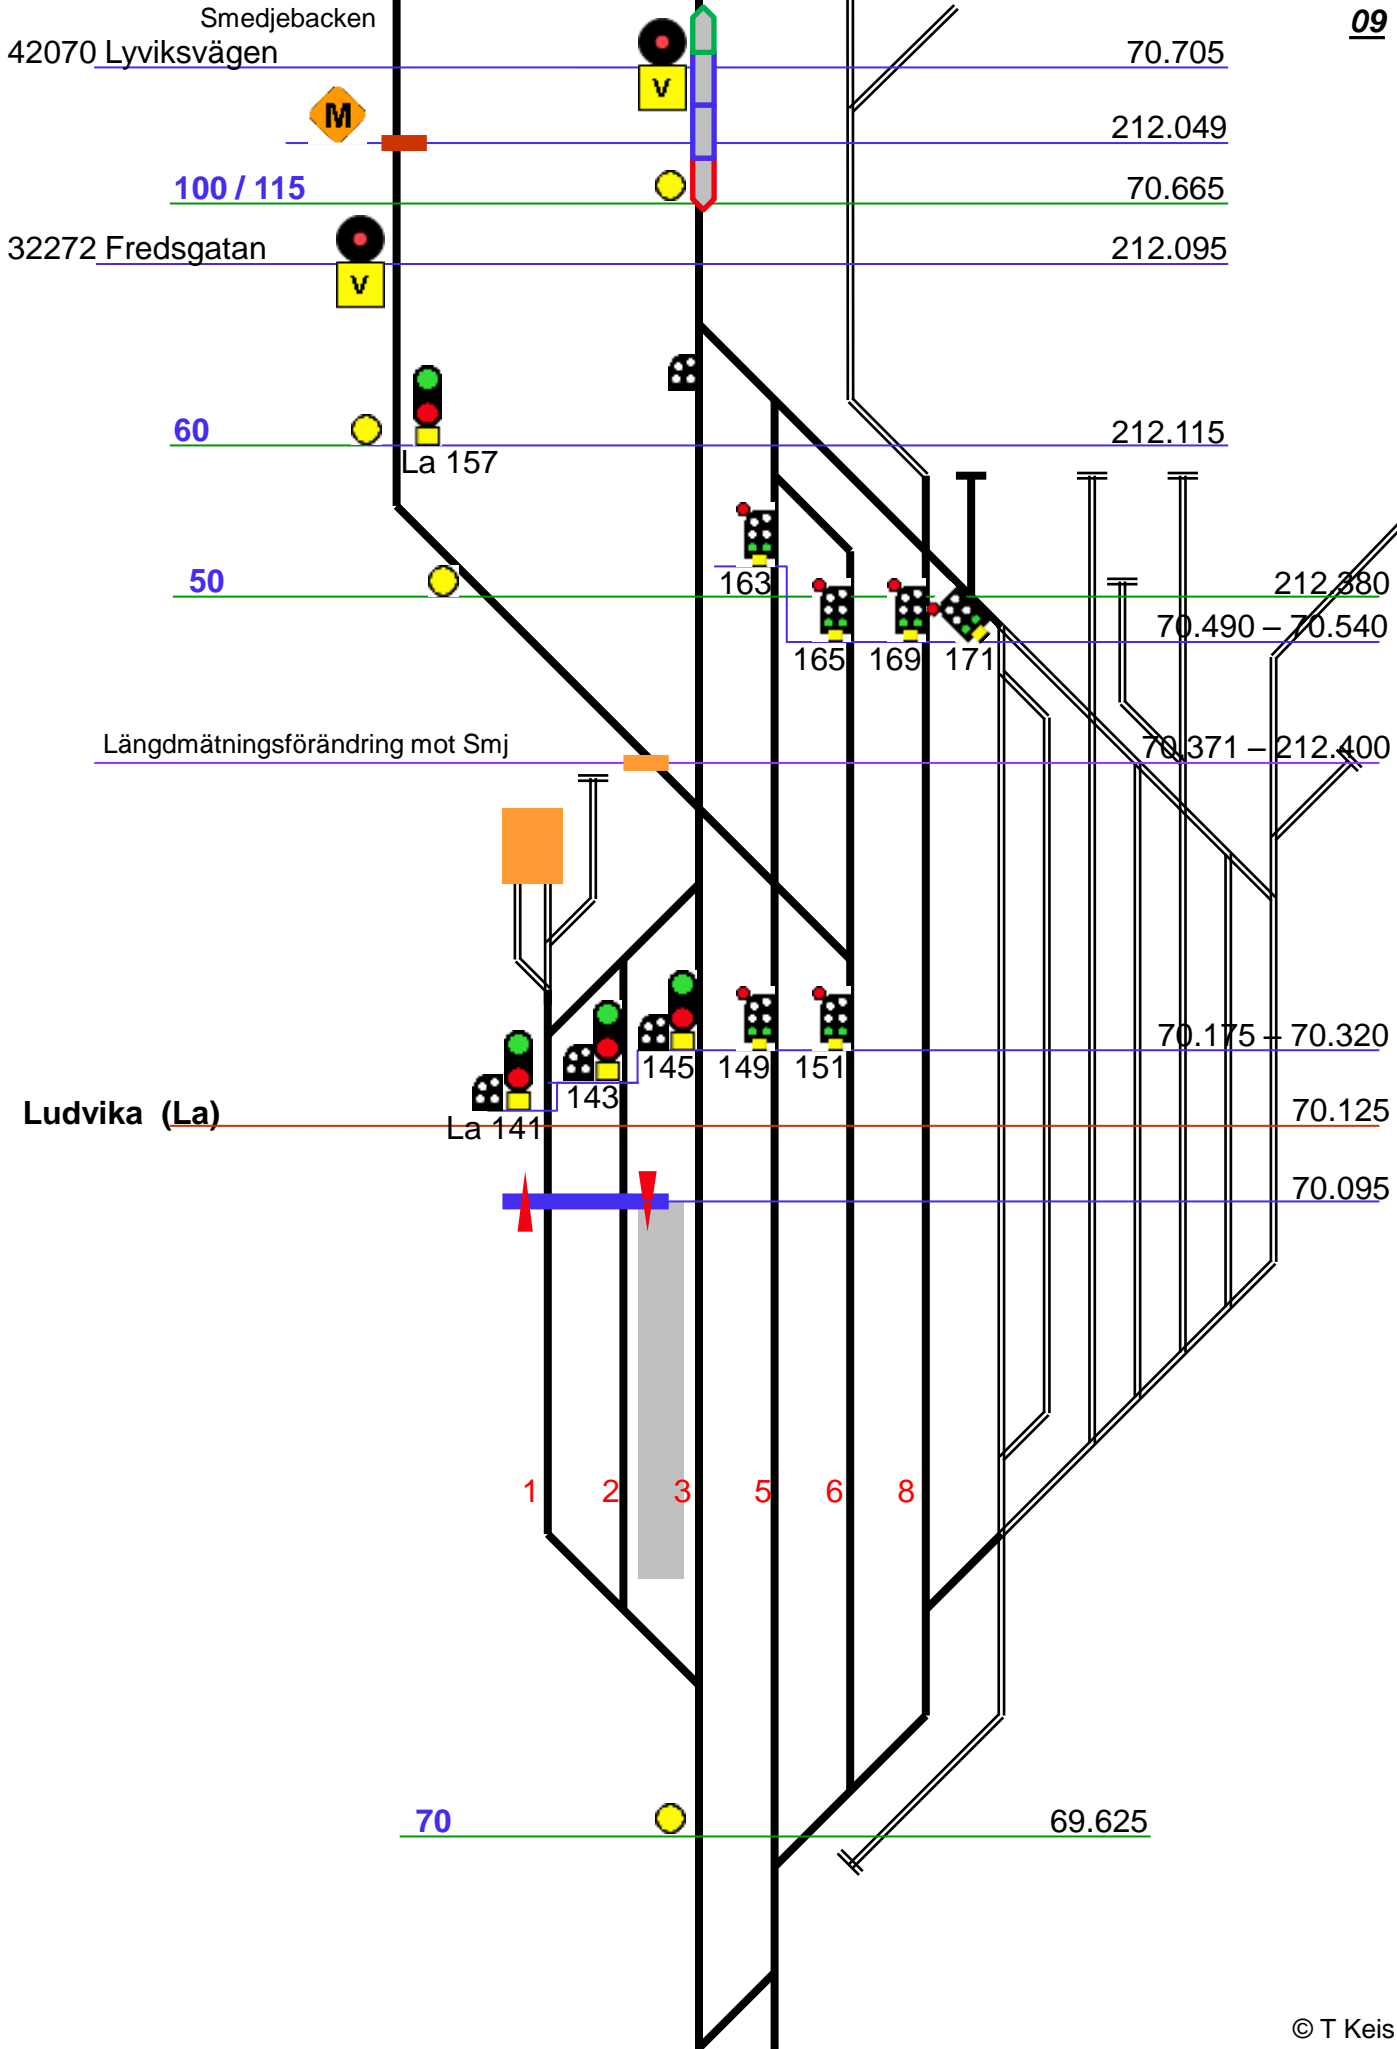 Smedjebacken
09
42070 Lyviksvägen 70.705
V
M
212.049
100 / 115 70.665
32272 Fredsgatan 212.095
V
60 212.115
La 157
50 163 212.380
70.490 – 70.540
165 169 171
Längdmätningsförändring mot Smj 70.371 – 212.400
70.175 – 70.320
145 149 151
143
Ludvika (La) 70.125
La 141
70.095
1 2 3 5 6 8
70 69.625
© T Keis